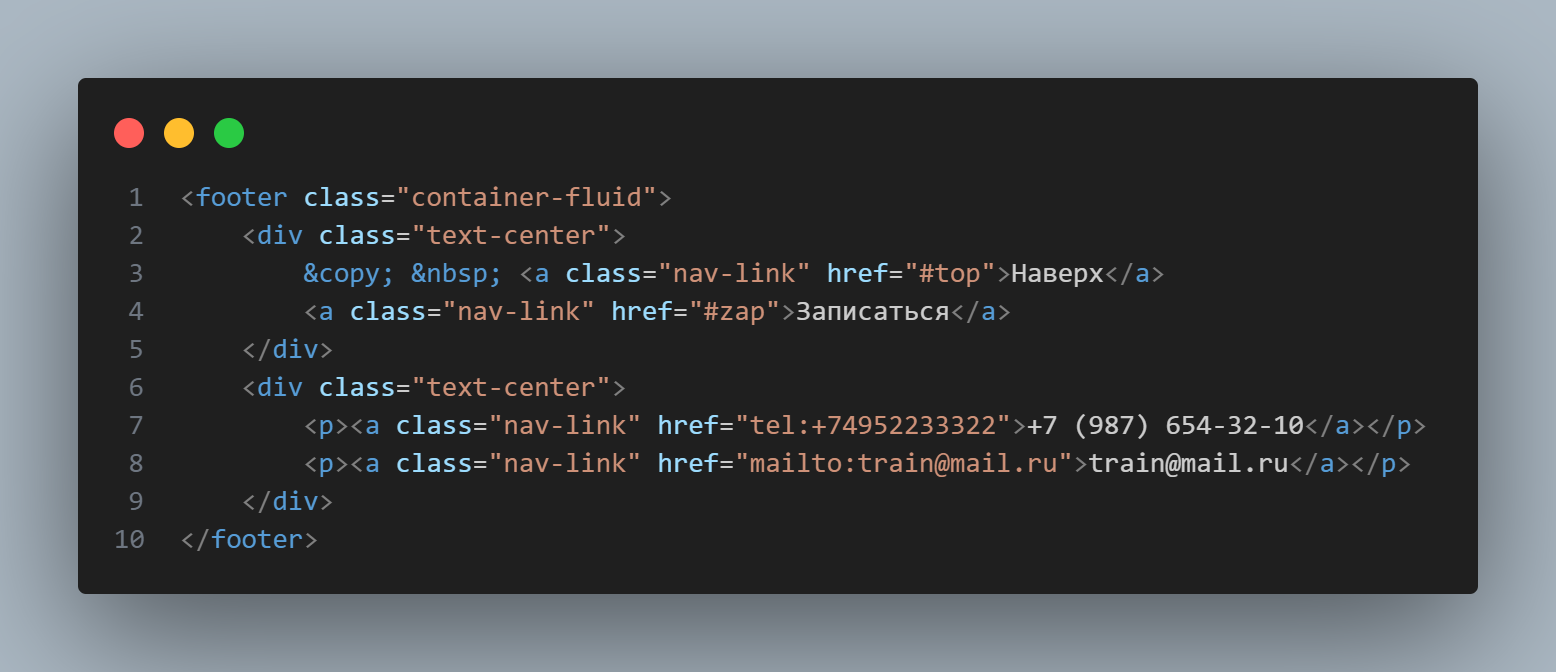 1 <footer class="container-fluid">
2     <div class="text-center">
3         &copy; &nbsp; <a class="nav-link" href="#top">Наверх</a>
4         <a class="nav-link" href="#zap">Записаться</a>
5     </div>
6     <div class="text-center">
7         <p><a class="nav-link" href="tel:+74952233322">+7 (987) 654-32-10</a></p>
8         <p><a class="nav-link" href="mailto:train@mail.ru">train@mail.ru</a></p>
9     </div>
10 </footer>